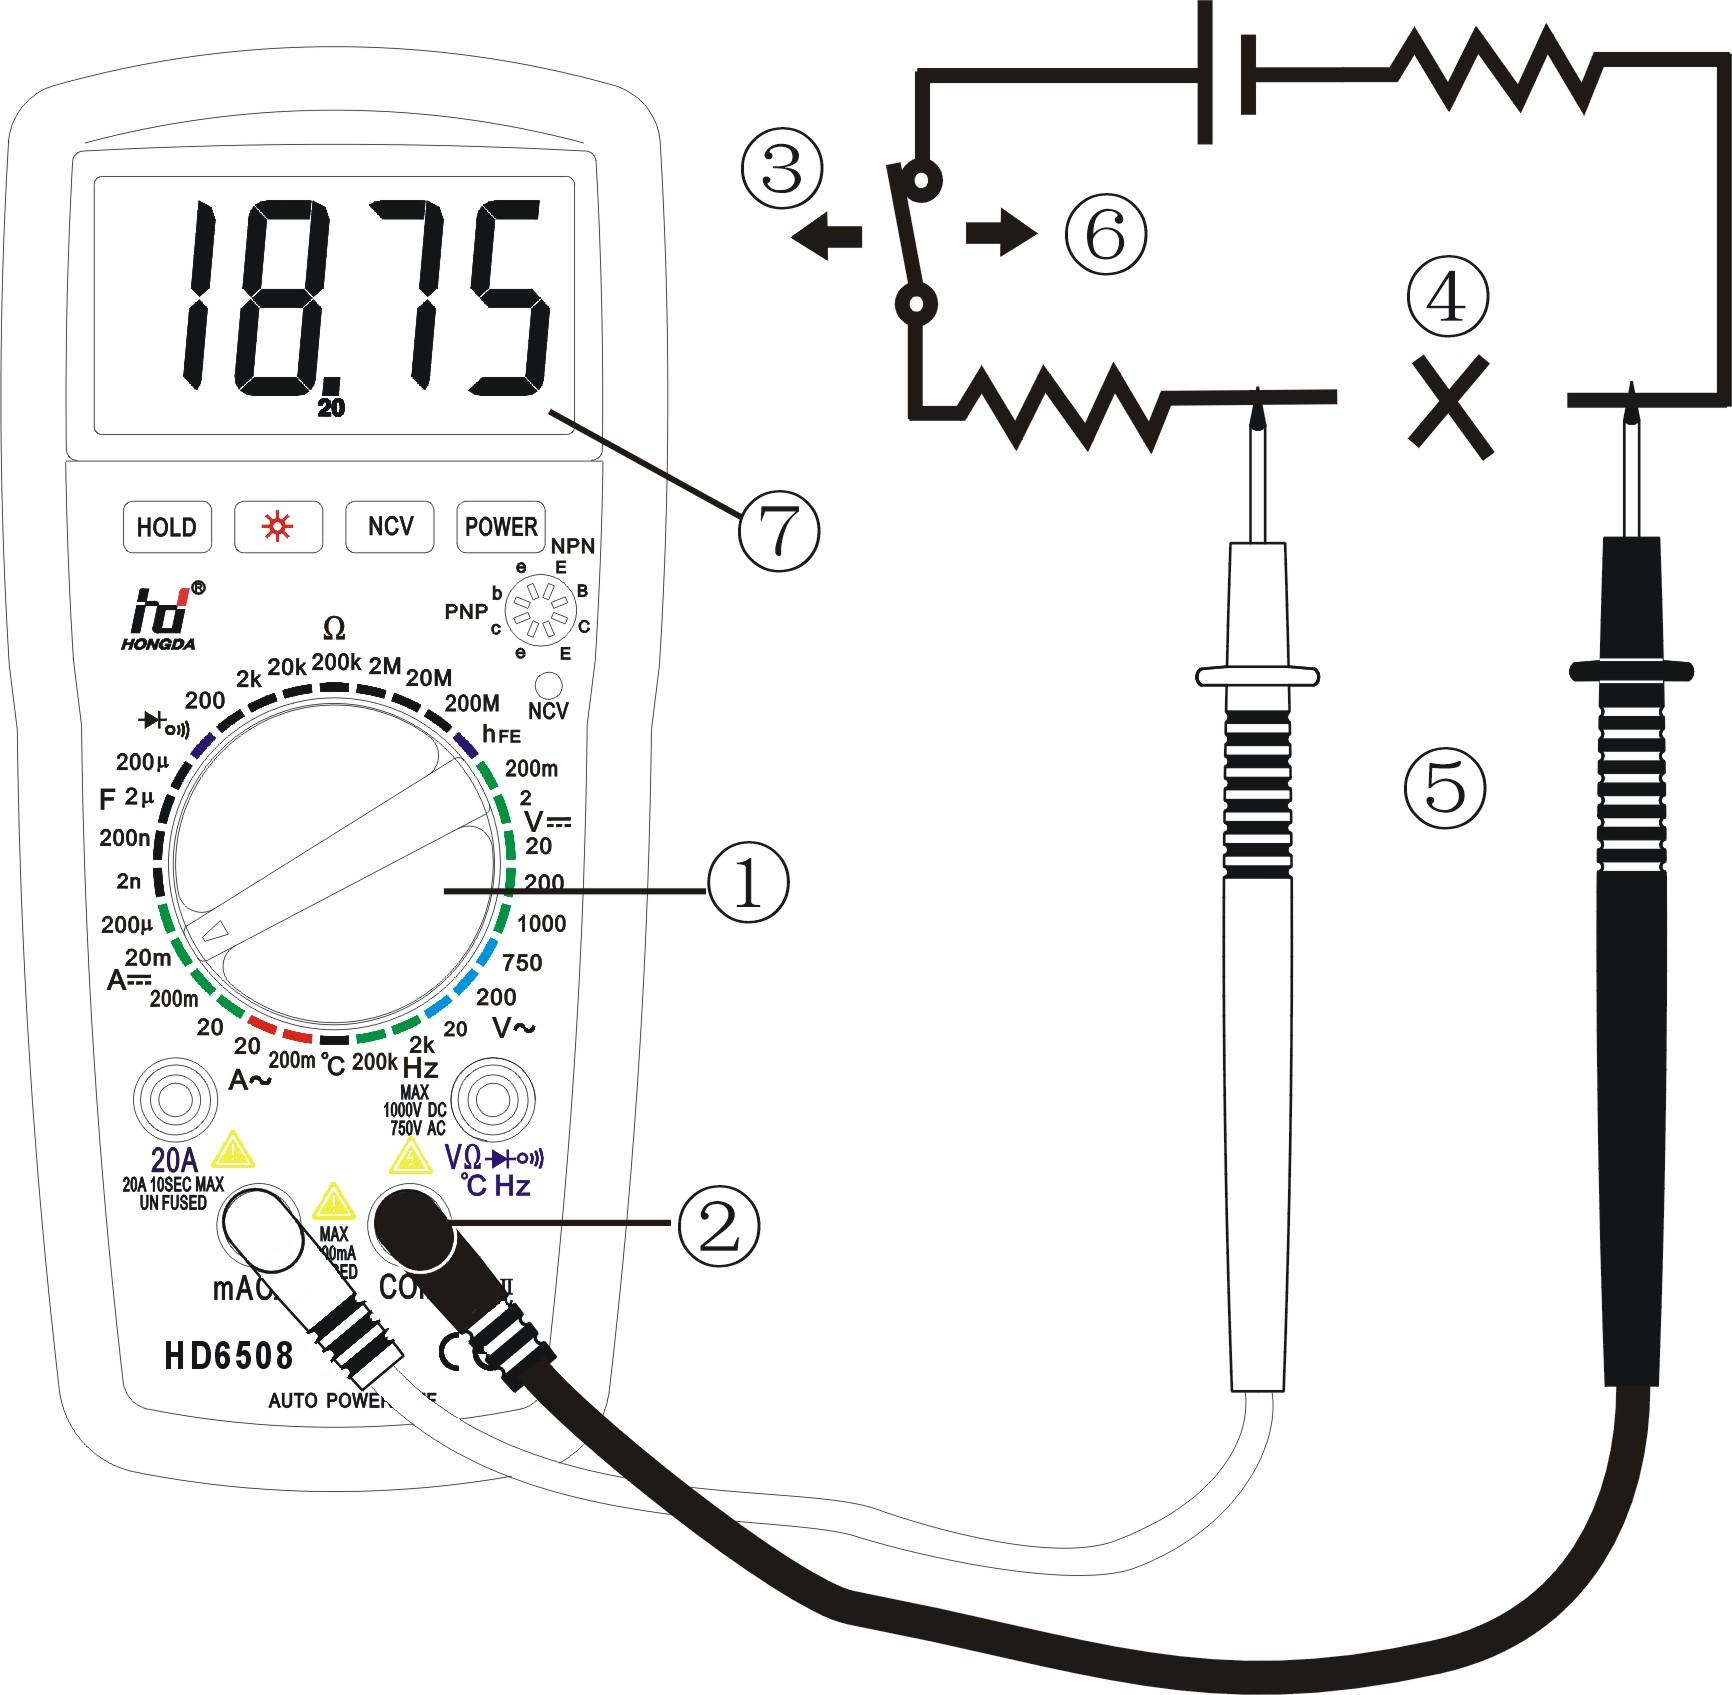 18.75
20
HOLD
NCV
POWER
NPN
e E
b B
PNP
c C
e E
NCV
hd®
HONGDA
Ω
200 2k 20k 200k 2M 20M 200M
hFE
200m
2
V
20
200
1000
750
200
20
V~
2k
Hz
200k
℃
200m
20
A~
20
200m
A
20m
200μ
2n
200n
F 2μ
200μ
MAX
1000V DC
750V AC
20A
20A 10SEC MAX
UN FUSED
VΩ
℃ Hz
MAX
mA
COM
HD6508
AUTO POWER
①
②
③
④
⑤
⑥
⑦